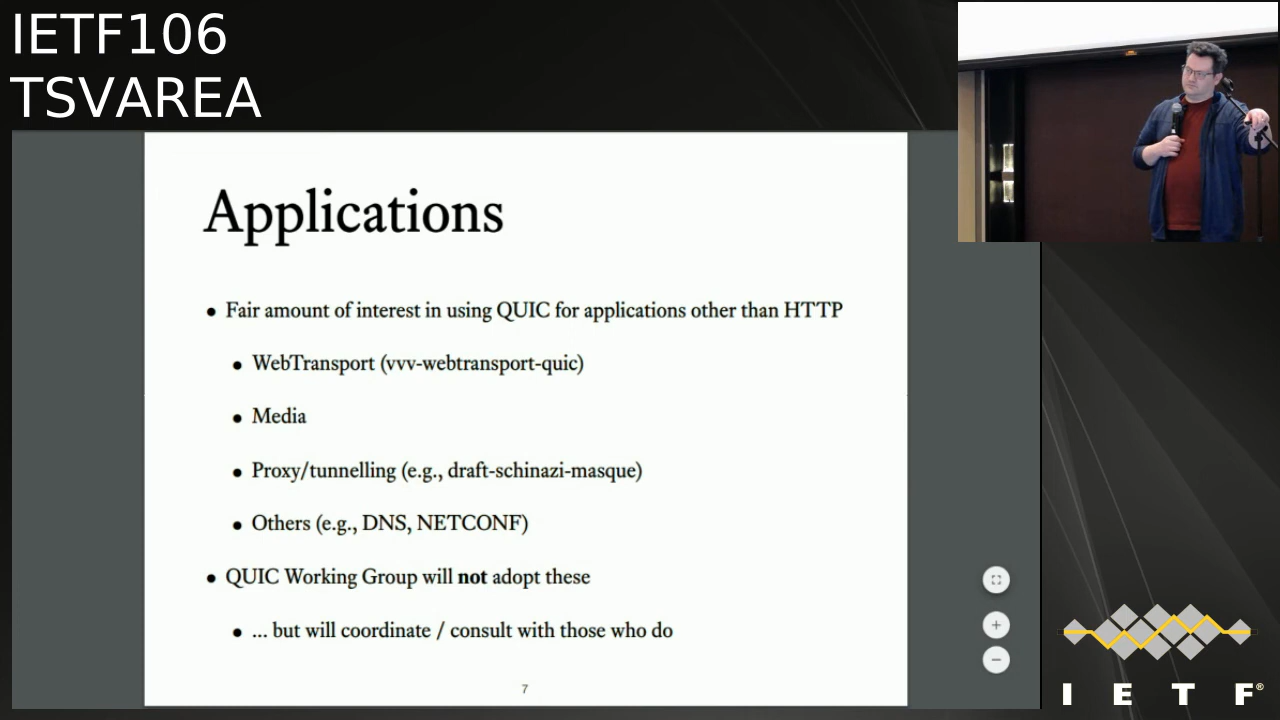 IETF106
TSVAREA
Applications
• Fair amount of interest in using QUIC for applications other than HTTP
• WebTransport (vvv-webtransport-quic)
• Media
• Proxy/tunnelling (e.g., draft-schinazi-masque)
• Others (e.g., DNS, NETCONF)
• QUIC Working Group will not adopt these
• ... but will coordinate / consult with those who do
7
I E T F®